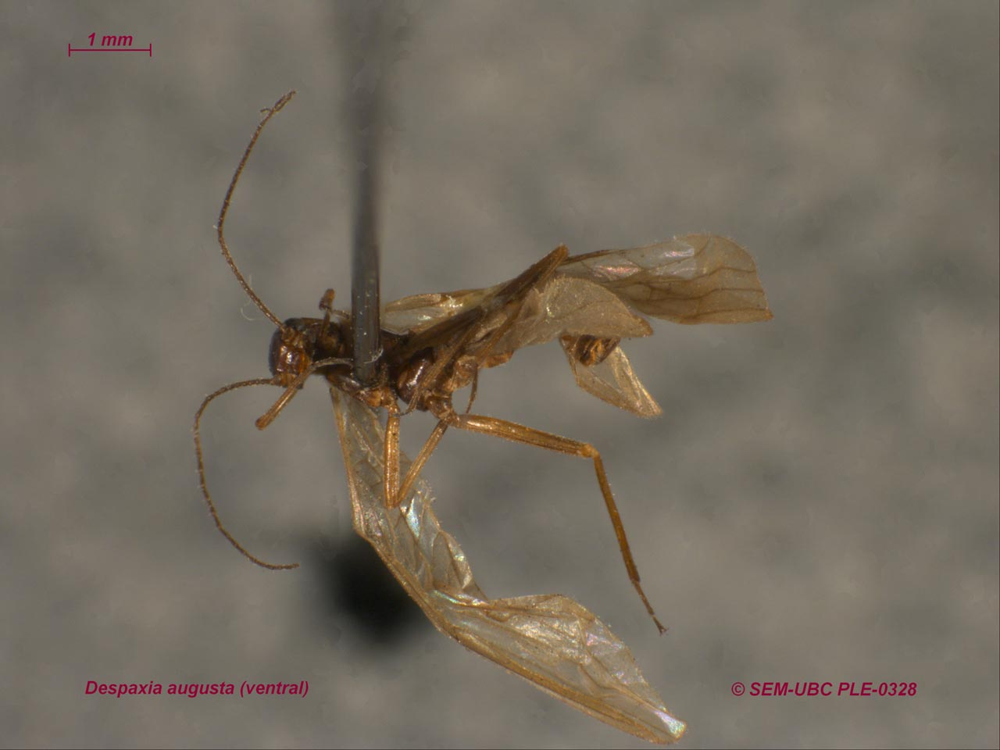 1 mm
Despaxia augusta (ventral)
© SEM-UBC PLE-0328